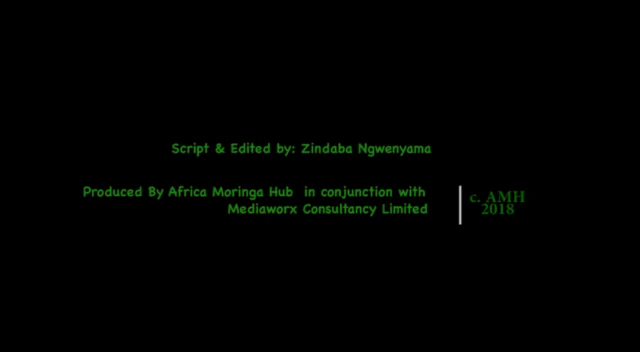 Script & Edited by: Zindaba Ngwenyama
Produced By Africa Moringa Hub in conjunction with
Mediaworx Consultancy Limited
c. AMH
2018